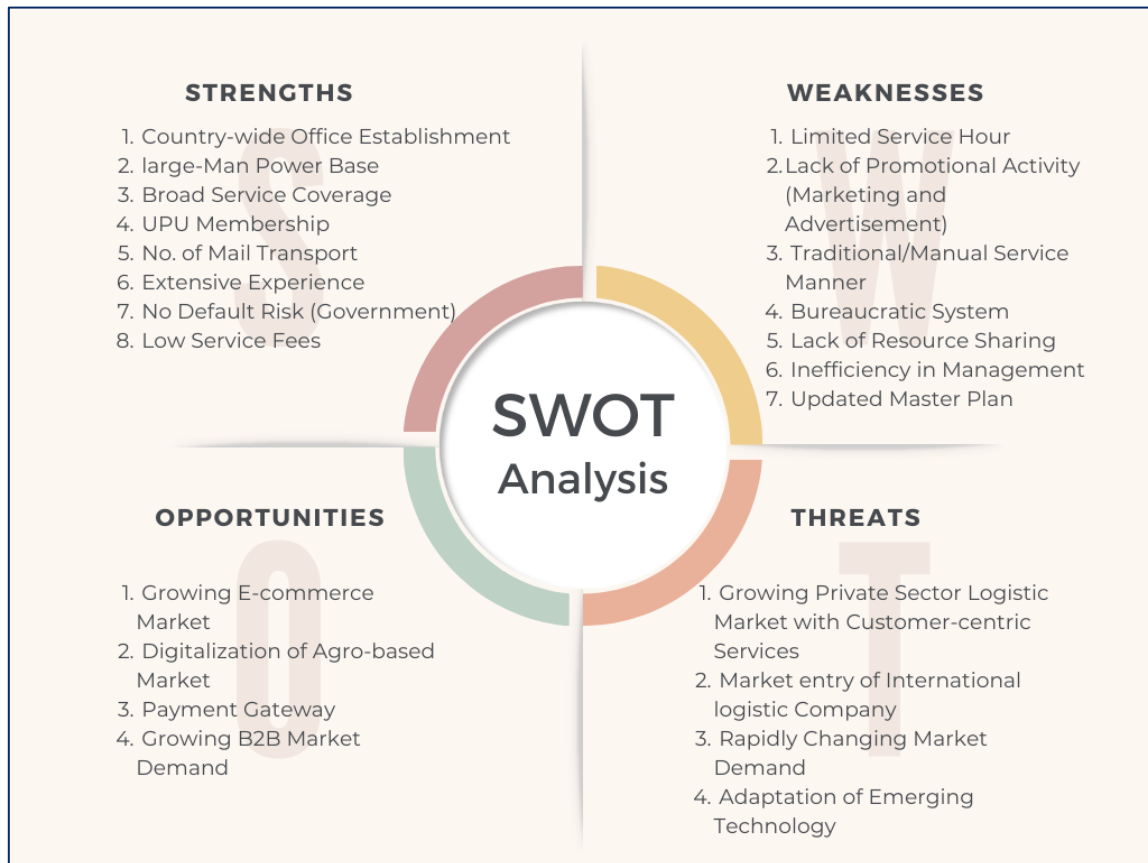 STRENGTHS
1. Country-wide Office Establishment
2. large-Man Power Base
3. Broad Service Coverage
4. UPU Membership
5. No. of Mail Transport
6. Extensive Experience
7. No Default Risk (Government)
8. Low Service Fees
WEAKNESSES
1. Limited Service Hour
2.Lack of Promotional Activity
(Marketing and
Advertisement)
3. Traditional/Manual Service
Manner
4. Bureaucratic System
5. Lack of Resource Sharing
6. Inefficiency in Management
7. Updated Master Plan
SWOT
Analysis
OPPORTUNITIES
1. Growing E-commerce
Market
2. Digitalization of Agro-based
Market
3. Payment Gateway
4. Growing B2B Market
Demand
THREATS
1. Growing Private Sector Logistic
Market with Customer-centric
Services
2. Market entry of International
logistic Company
3. Rapidly Changing Market
Demand
4. Adaptation of Emerging
Technology
S
W
O
T